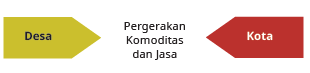 Desa
Pergerakan
Komoditas
dan Jasa
Kota